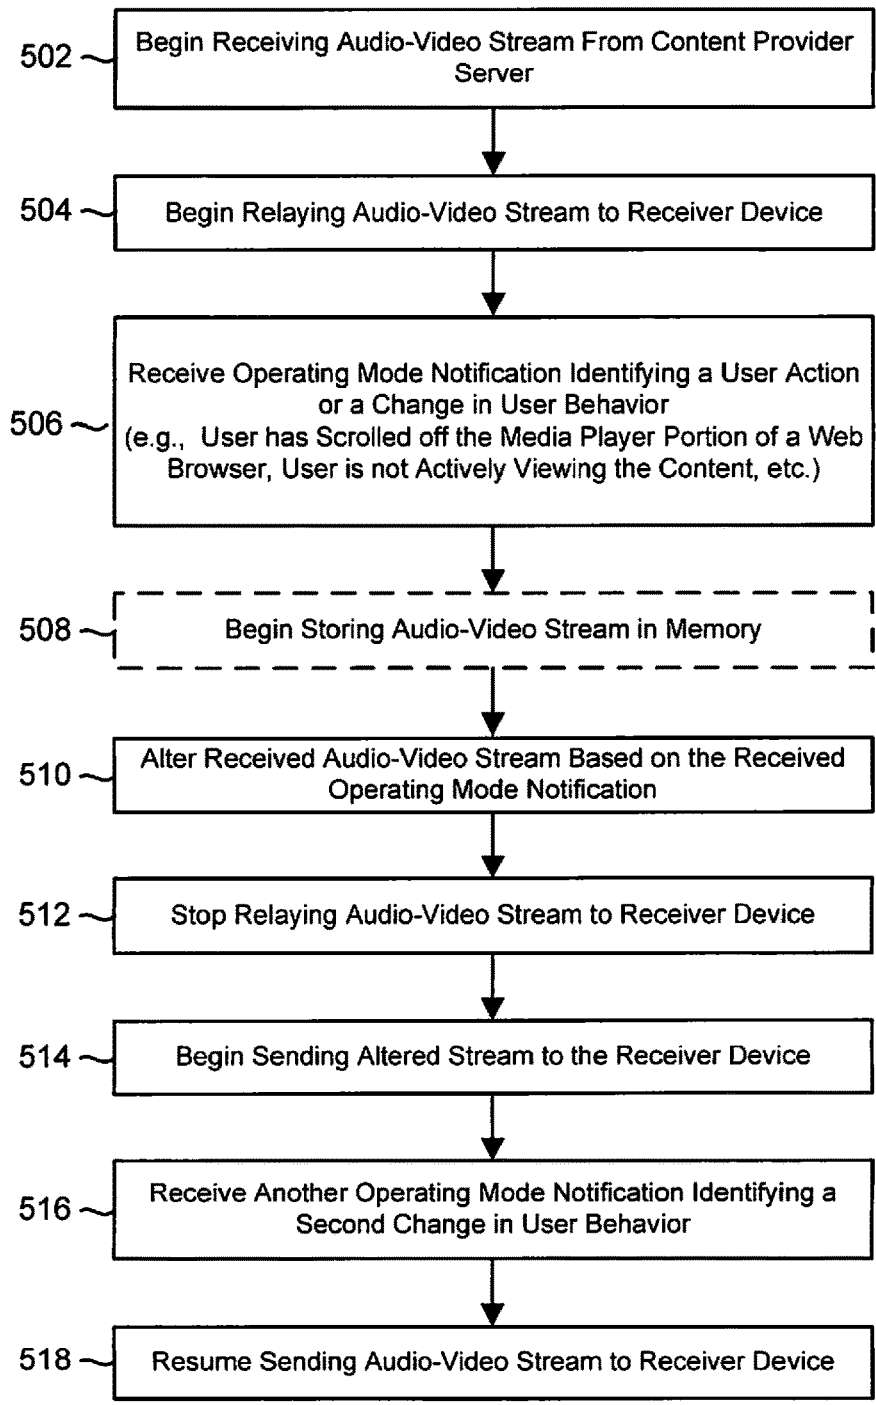 502
Begin Receiving Audio-Video Stream From Content Provider
Server
504
Begin Relaying Audio-Video Stream to Receiver Device
506
Receive Operating Mode Notification Identifying a User Action
or a Change in User Behavior
(e.g., User has Scrolled off the Media Player Portion of a Web
Browser, User is not Actively Viewing the Content, etc.)
508
Begin Storing Audio-Video Stream in Memory
510
Alter Received Audio-Video Stream Based on the Received
Operating Mode Notification
512
Stop Relaying Audio-Video Stream to Receiver Device
514
Begin Sending Altered Stream to the Receiver Device
516
Receive Another Operating Mode Notification Identifying a
Second Change in User Behavior
518
Resume Sending Audio-Video Stream to Receiver Device